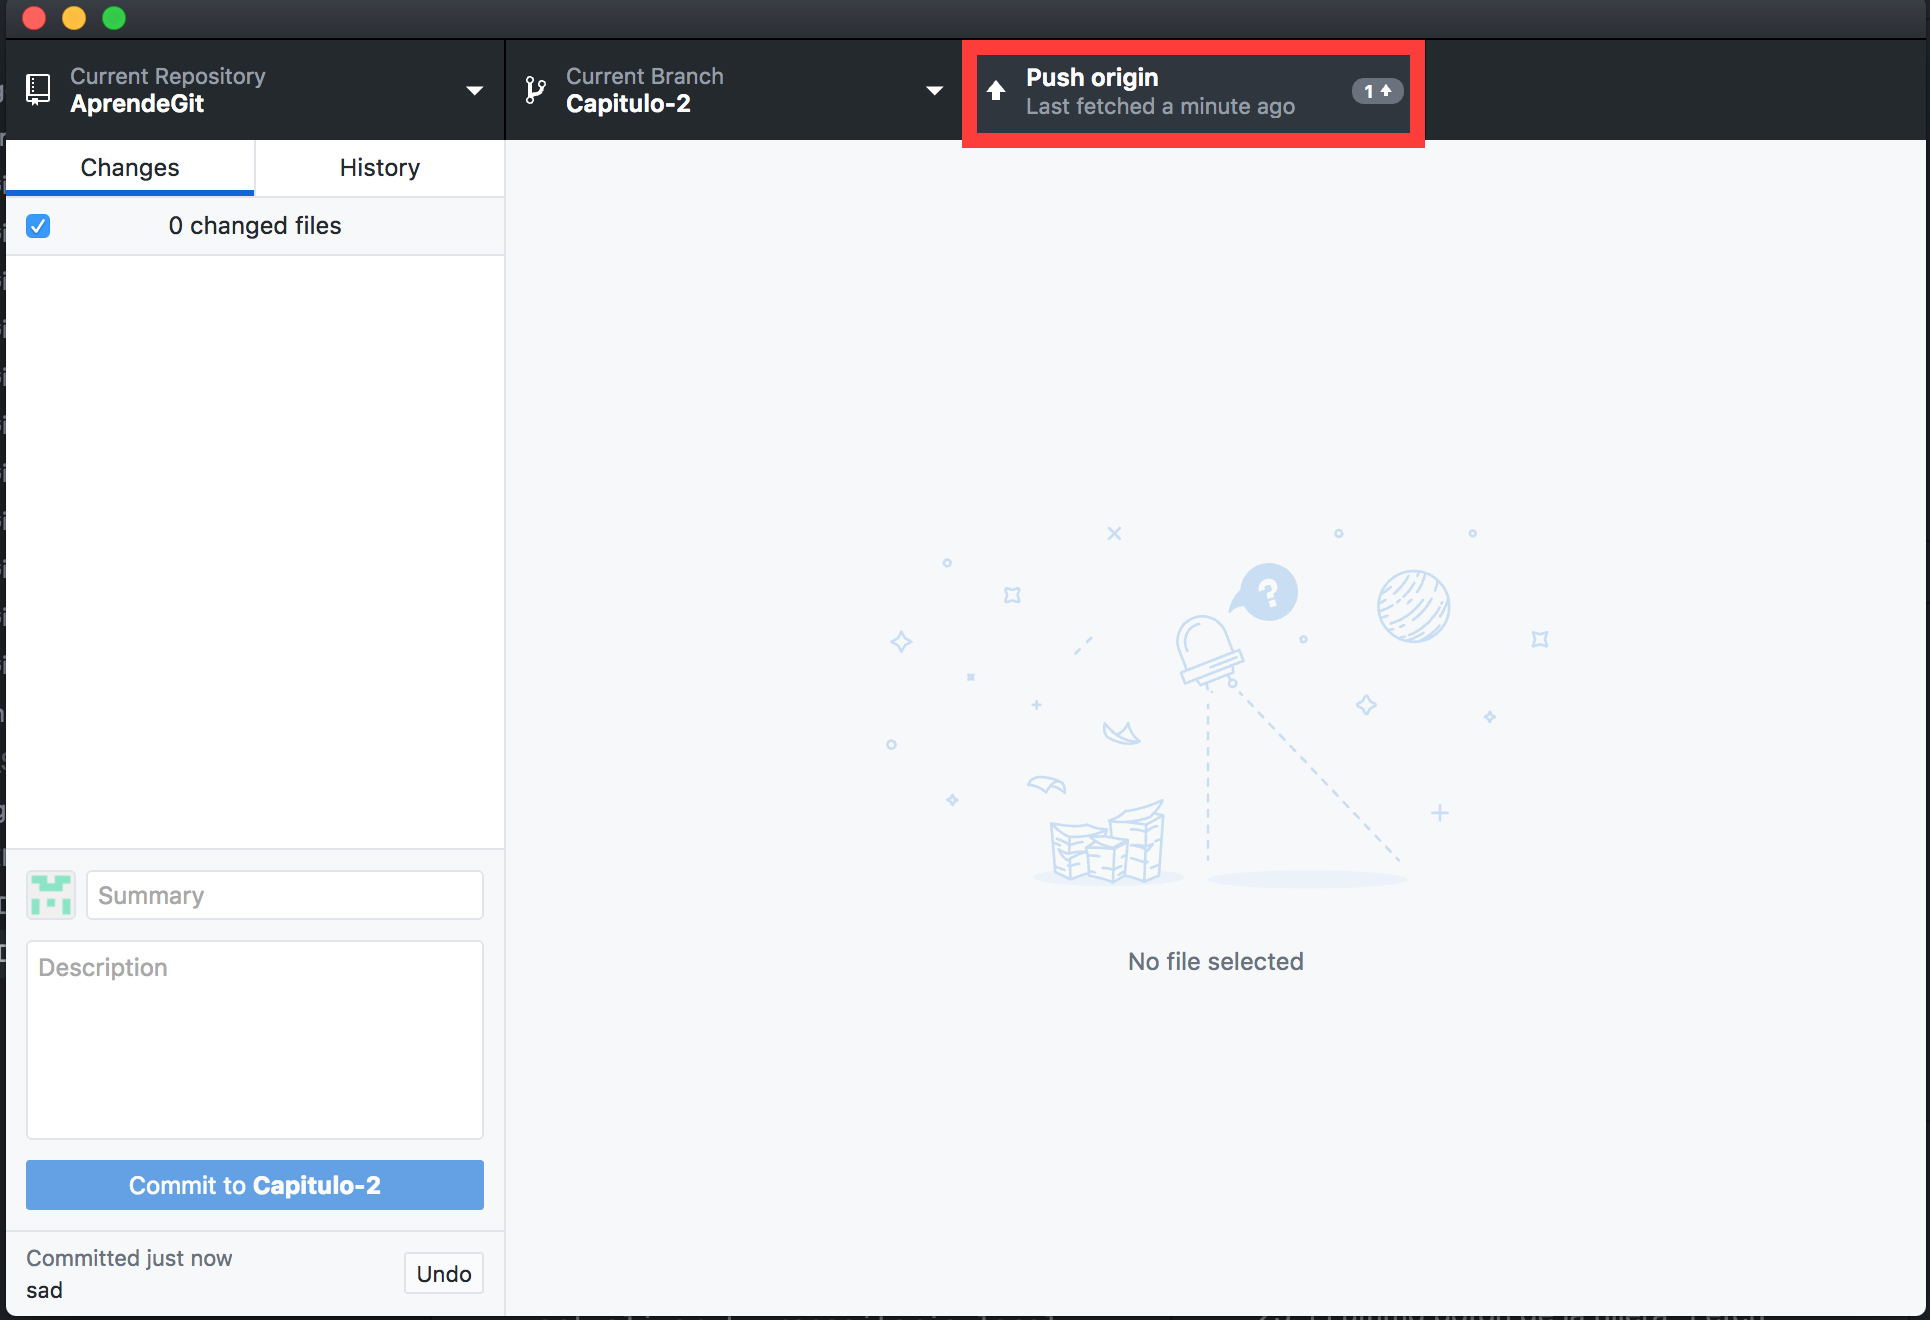 Current Repository
AprendeGit
Current Branch
Capitulo-2
Push origin
Last fetched a minute ago
1
Changes
History
0 changed files
?
Summary
Description
No file selected
Commit to Capitulo-2
Committed just now
sad
Undo